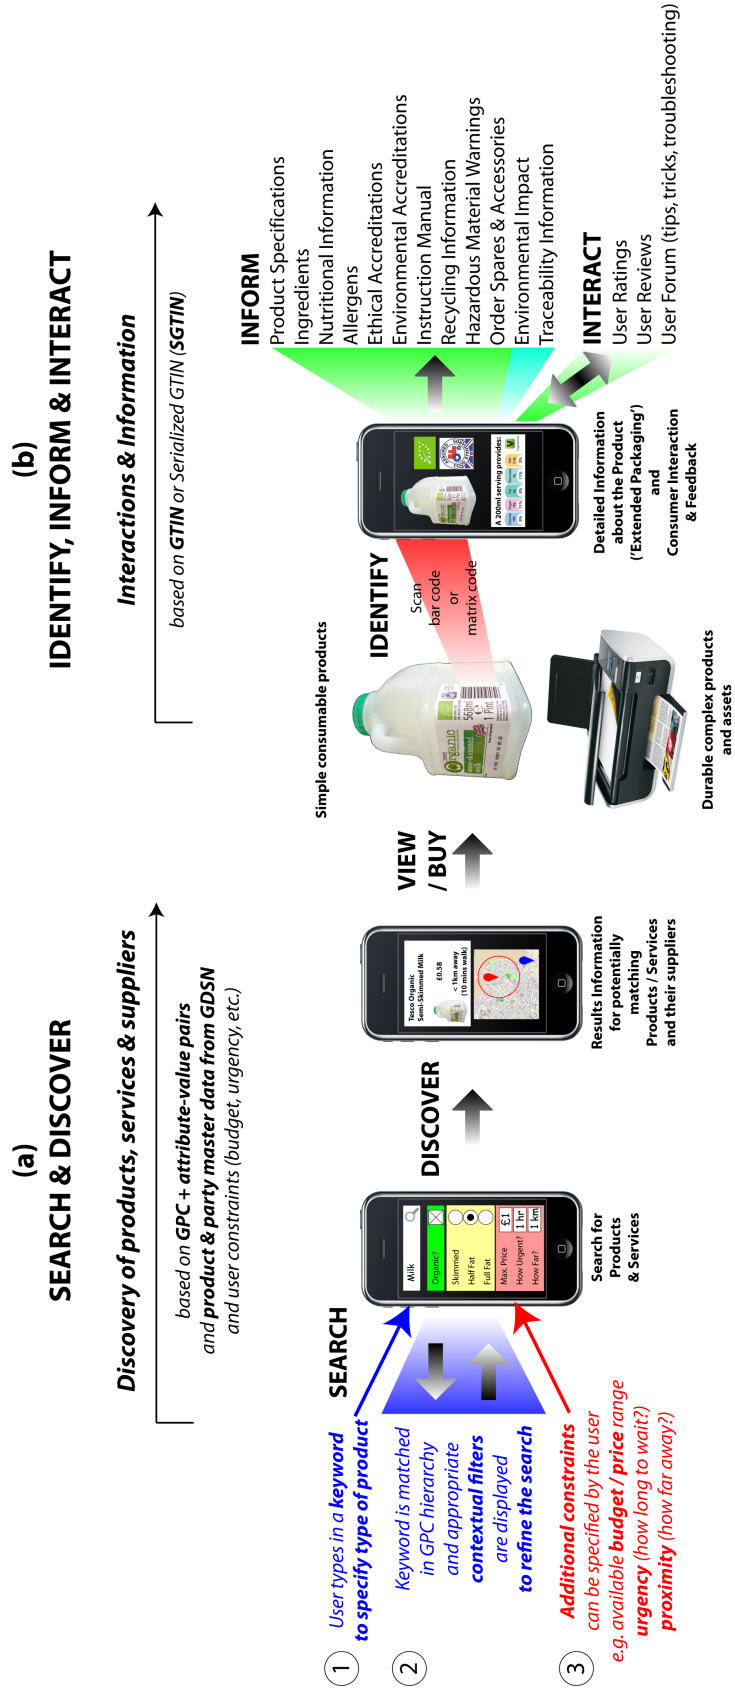 (a)
SEARCH & DISCOVER
Discovery of products, services & suppliers
based on GPC + attribute-value pairs
and product & party master data from GDSN
and user constraints (budget, urgency, etc.)
SEARCH
1
User types in a keyword
to specify type of product
2
Keyword is matched
in GPC hierarchy
and appropriate
contextual filters
are displayed
to refine the search
3
Additional constraints
can be specified by the user
e.g. available budget / price range
urgency (how long to wait?)
proximity (how far away?)
Milk
Organic?
Skimmed
Half Fat
Full Fat
Max. Price £1
How Urgent? 1 hr
How Far? 1 km
Search for
Products
& Services
DISCOVER
Tesco Organic
Semi-Skimmed Milk
£0.58
< 1km away
(10 mins walk)
Results Information
for potentially
matching
Products / Services
and their suppliers
VIEW
/ BUY
(b)
IDENTIFY, INFORM & INTERACT
Interactions & Information
based on GTIN or Serialized GTIN (SGTIN)
Simple consumable products
Organic
semi-skimmed
milk
568ml
1 Pint
Durable complex products
and assets
IDENTIFY
Scan
bar code
or
matrix code
A 200ml serving provides:
Detailed Information
about the Product
('Extended Packaging')
and
Consumer Interaction
& Feedback
INFORM
Product Specifications
Ingredients
Nutritional Information
Allergens
Ethical Accreditations
Environmental Accreditations
Instruction Manual
Recycling Information
Hazardous Material Warnings
Order Spares & Accessories
Environmental Impact
Traceability Information
INTERACT
User Ratings
User Reviews
User Forum (tips, tricks, troubleshooting)